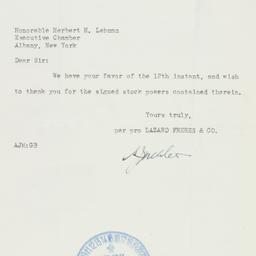 Honorable Herbert H. Lehman
Executive Chamber
Albany, New York
Dear Sir:
We have your favor of the 12th instant, and wish
to thank you for the signed stock powers contained therein.
Yours truly,
per pro LAZARD FRERES & CO.
AJM:GB